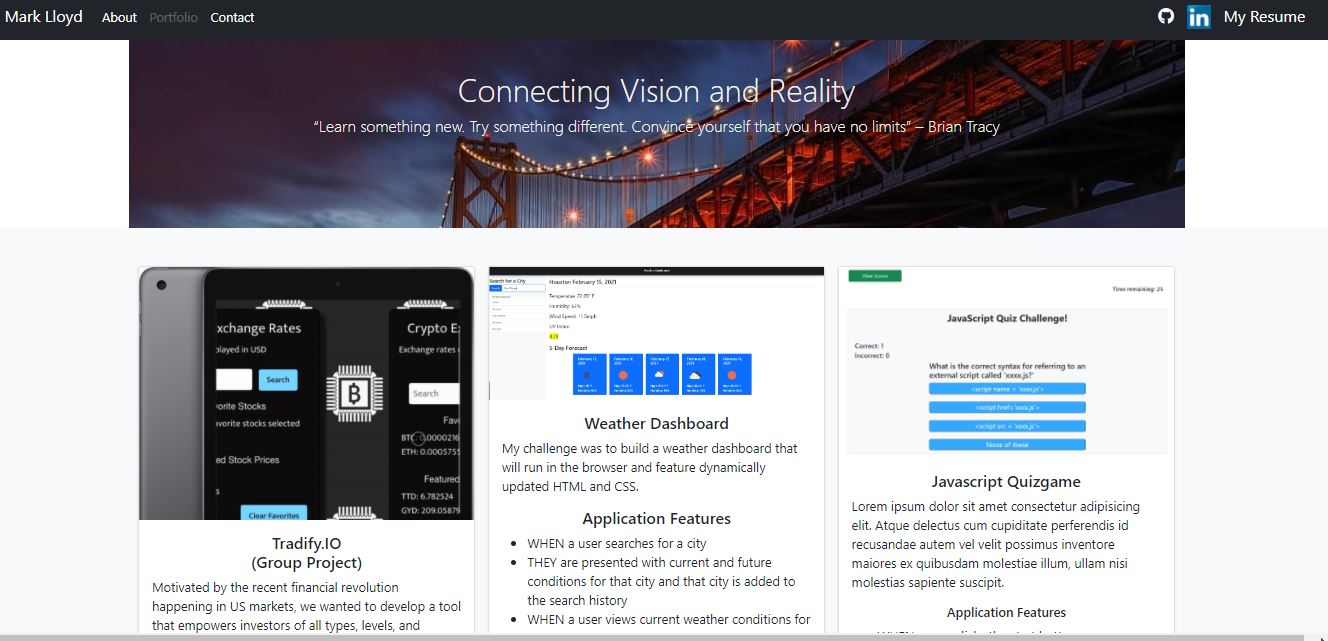 Mark Lloyd About Portfolio Contact My Resume
Connecting Vision and Reality
“Learn something new. Try something different. Convince yourself that you have no limits” – Brian Tracy
xchange Rates
played in USD
Search
vorite Stocks
vorite stocks selected
ed Stock Prices
s
Clear Favorites
Crypto E
Exchange rates
Search
Fav
BTC: 0.0000216
ETH: 0.0005755
Featured
TTD: 6.782524
GYD: 209.05879
Tradify.IO
(Group Project)
Motivated by the recent financial revolution
happening in US markets, we wanted to develop a tool
that empowers investors of all types, levels, and
Search for a City
Houston February 15, 2021
Humidity: 63%
UV Index:
5-Day Forecast
Weather Dashboard
My challenge was to build a weather dashboard that
will run in the browser and feature dynamically
updated HTML and CSS.
Application Features
WHEN a user searches for a city
THEY are presented with current and future
conditions for that city and that city is added to
the search history
WHEN a user views current weather conditions for
View Source
Time remaining: 25
JavaScript Quiz Challenge!
Correct: 1
Incorrect: 0
What is the correct syntax for referring to an
external script called 'xxxx.js?'
<script name = 'xxxx.js'>
<script href='xxxx.js'>
<script src = 'xxxx.js'>
None of these
Javascript Quizgame
Lorem ipsum dolor sit amet consectetur adipisicing
elit. Atque delectus cum cupiditate perferendis id
recusandae autem vel velit possimus inventore
maiores ex quibusdam molestiae illum, ullam nisi
molestias sapiente suscipit.
Application Features